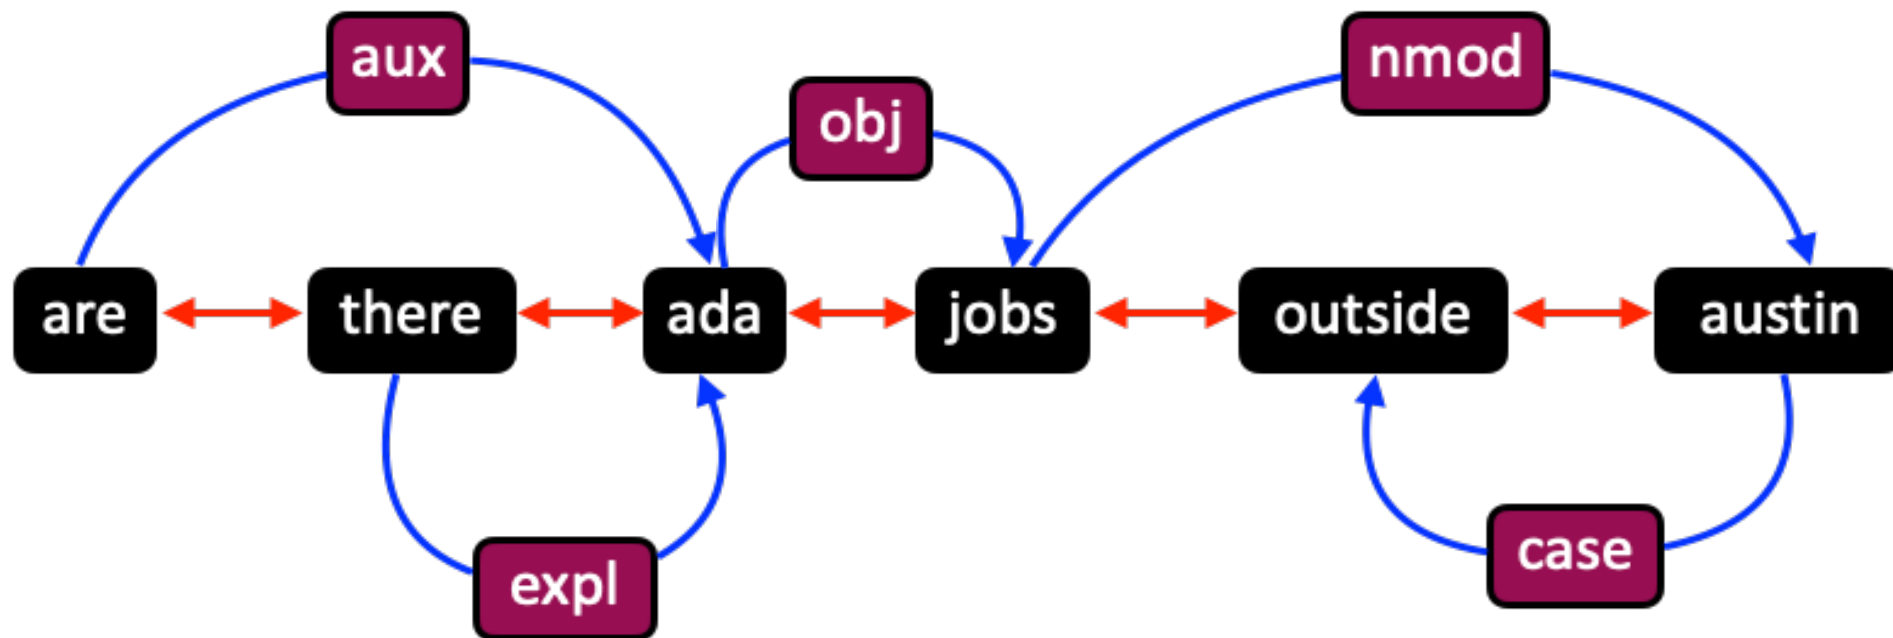 aux
nmod
obj
are there ada jobs outside austin
case
expl